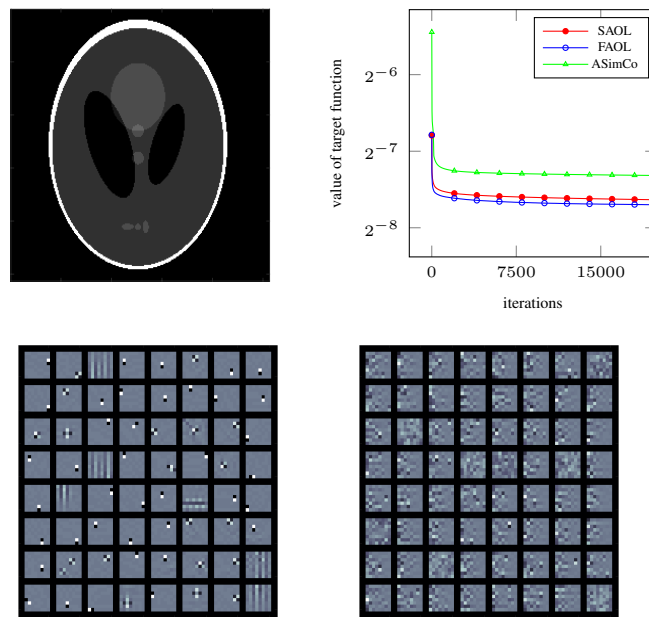 SAOL
FAOL
ASimCo
value of target function
2^−6
2^−7
2^−8
0 7500 15000
iterations